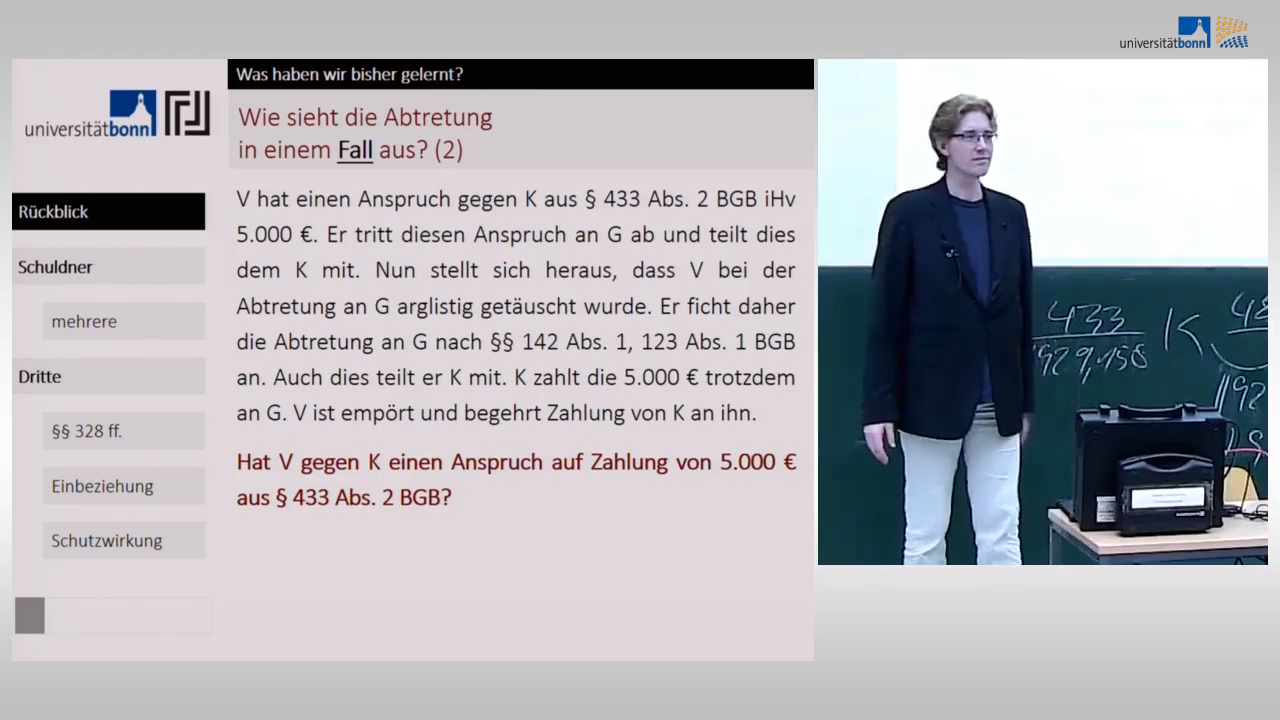 universitätbonn
Was haben wir bisher gelernt?
universitätbonn
Wie sieht die Abtretung
in einem Fall aus? (2)
Rückblick
Schuldner
mehrere
Dritte
§§ 328 ff.
Einbeziehung
Schutzwirkung
V hat einen Anspruch gegen K aus § 433 Abs. 2 BGB iHv
5.000 €. Er tritt diesen Anspruch an G ab und teilt dies
dem K mit. Nun stellt sich heraus, dass V bei der
Abtretung an G arglistig getäuscht wurde. Er ficht daher
die Abtretung an G nach §§ 142 Abs. 1, 123 Abs. 1 BGB
an. Auch dies teilt er K mit. K zahlt die 5.000 € trotzdem
an G. V ist empört und begehrt Zahlung von K an ihn.
Hat V gegen K einen Anspruch auf Zahlung von 5.000 €
aus § 433 Abs. 2 BGB?
433 K